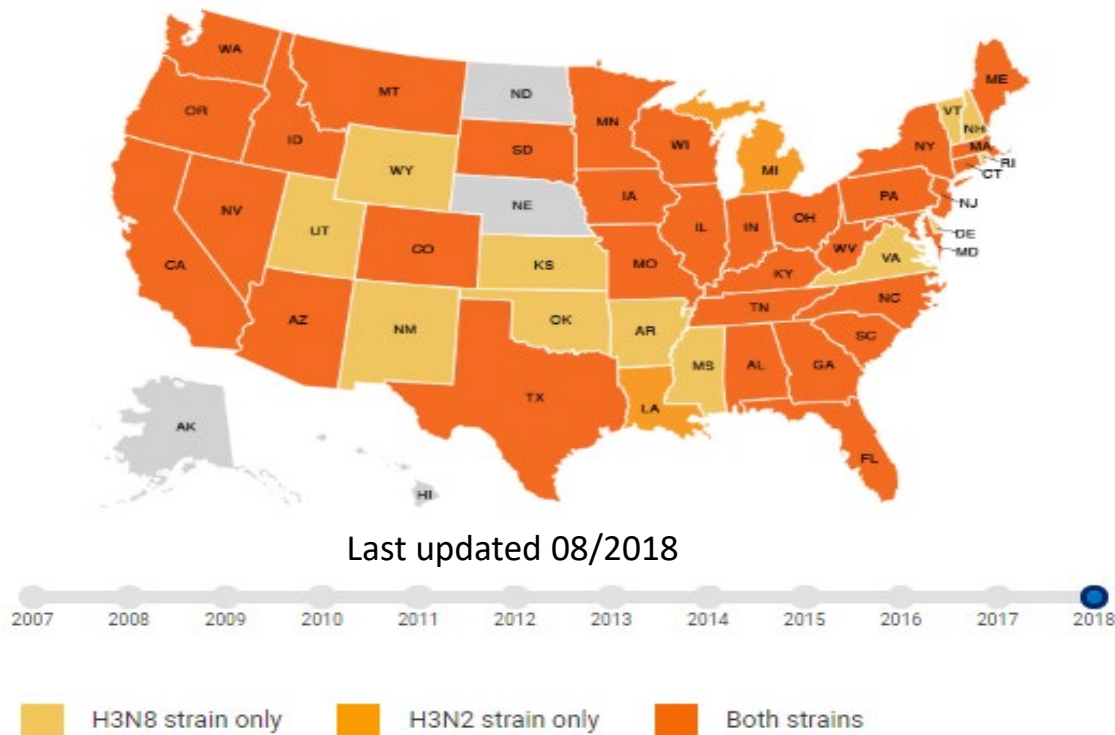 WA
MT
ND
MN
ME
VT
NH
OR
ID
SD
WI
NY
MA
RI
CT
WY
MI
IA
PA
NJ
NE
NV
UT
IL
IN
OH
DE
MD
CO
WV
VA
CA
KS
MO
KY
NC
TN
AZ
NM
OK
AR
SC
MS
AL
GA
TX
LA
AK
FL
HI
Last updated 08/2018
2007 2008 2009 2010 2011 2012 2013 2014 2015 2016 2017 2018
H3N8 strain only H3N2 strain only Both strains